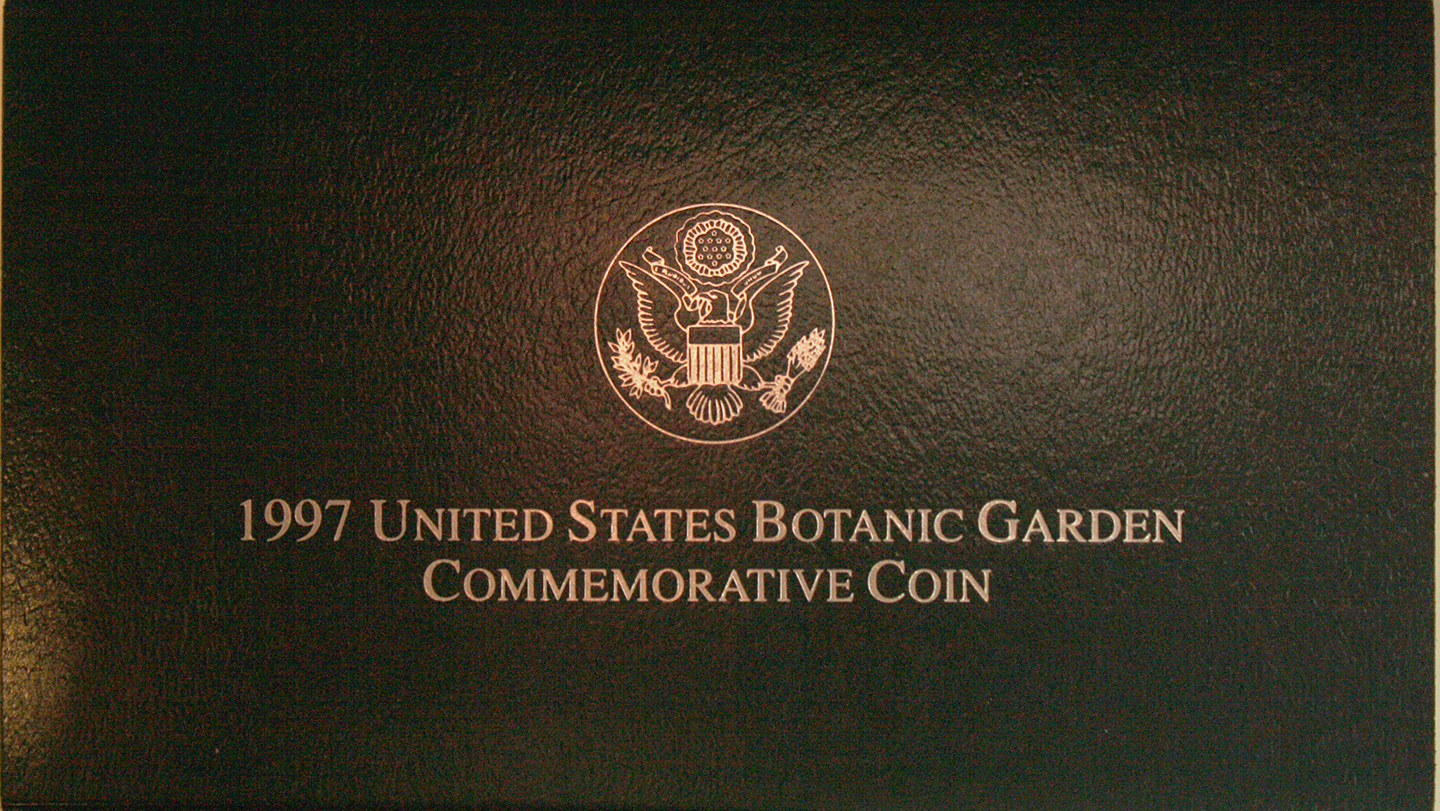 1997 UNITED STATES BOTANIC GARDEN
COMMEMORATIVE COIN